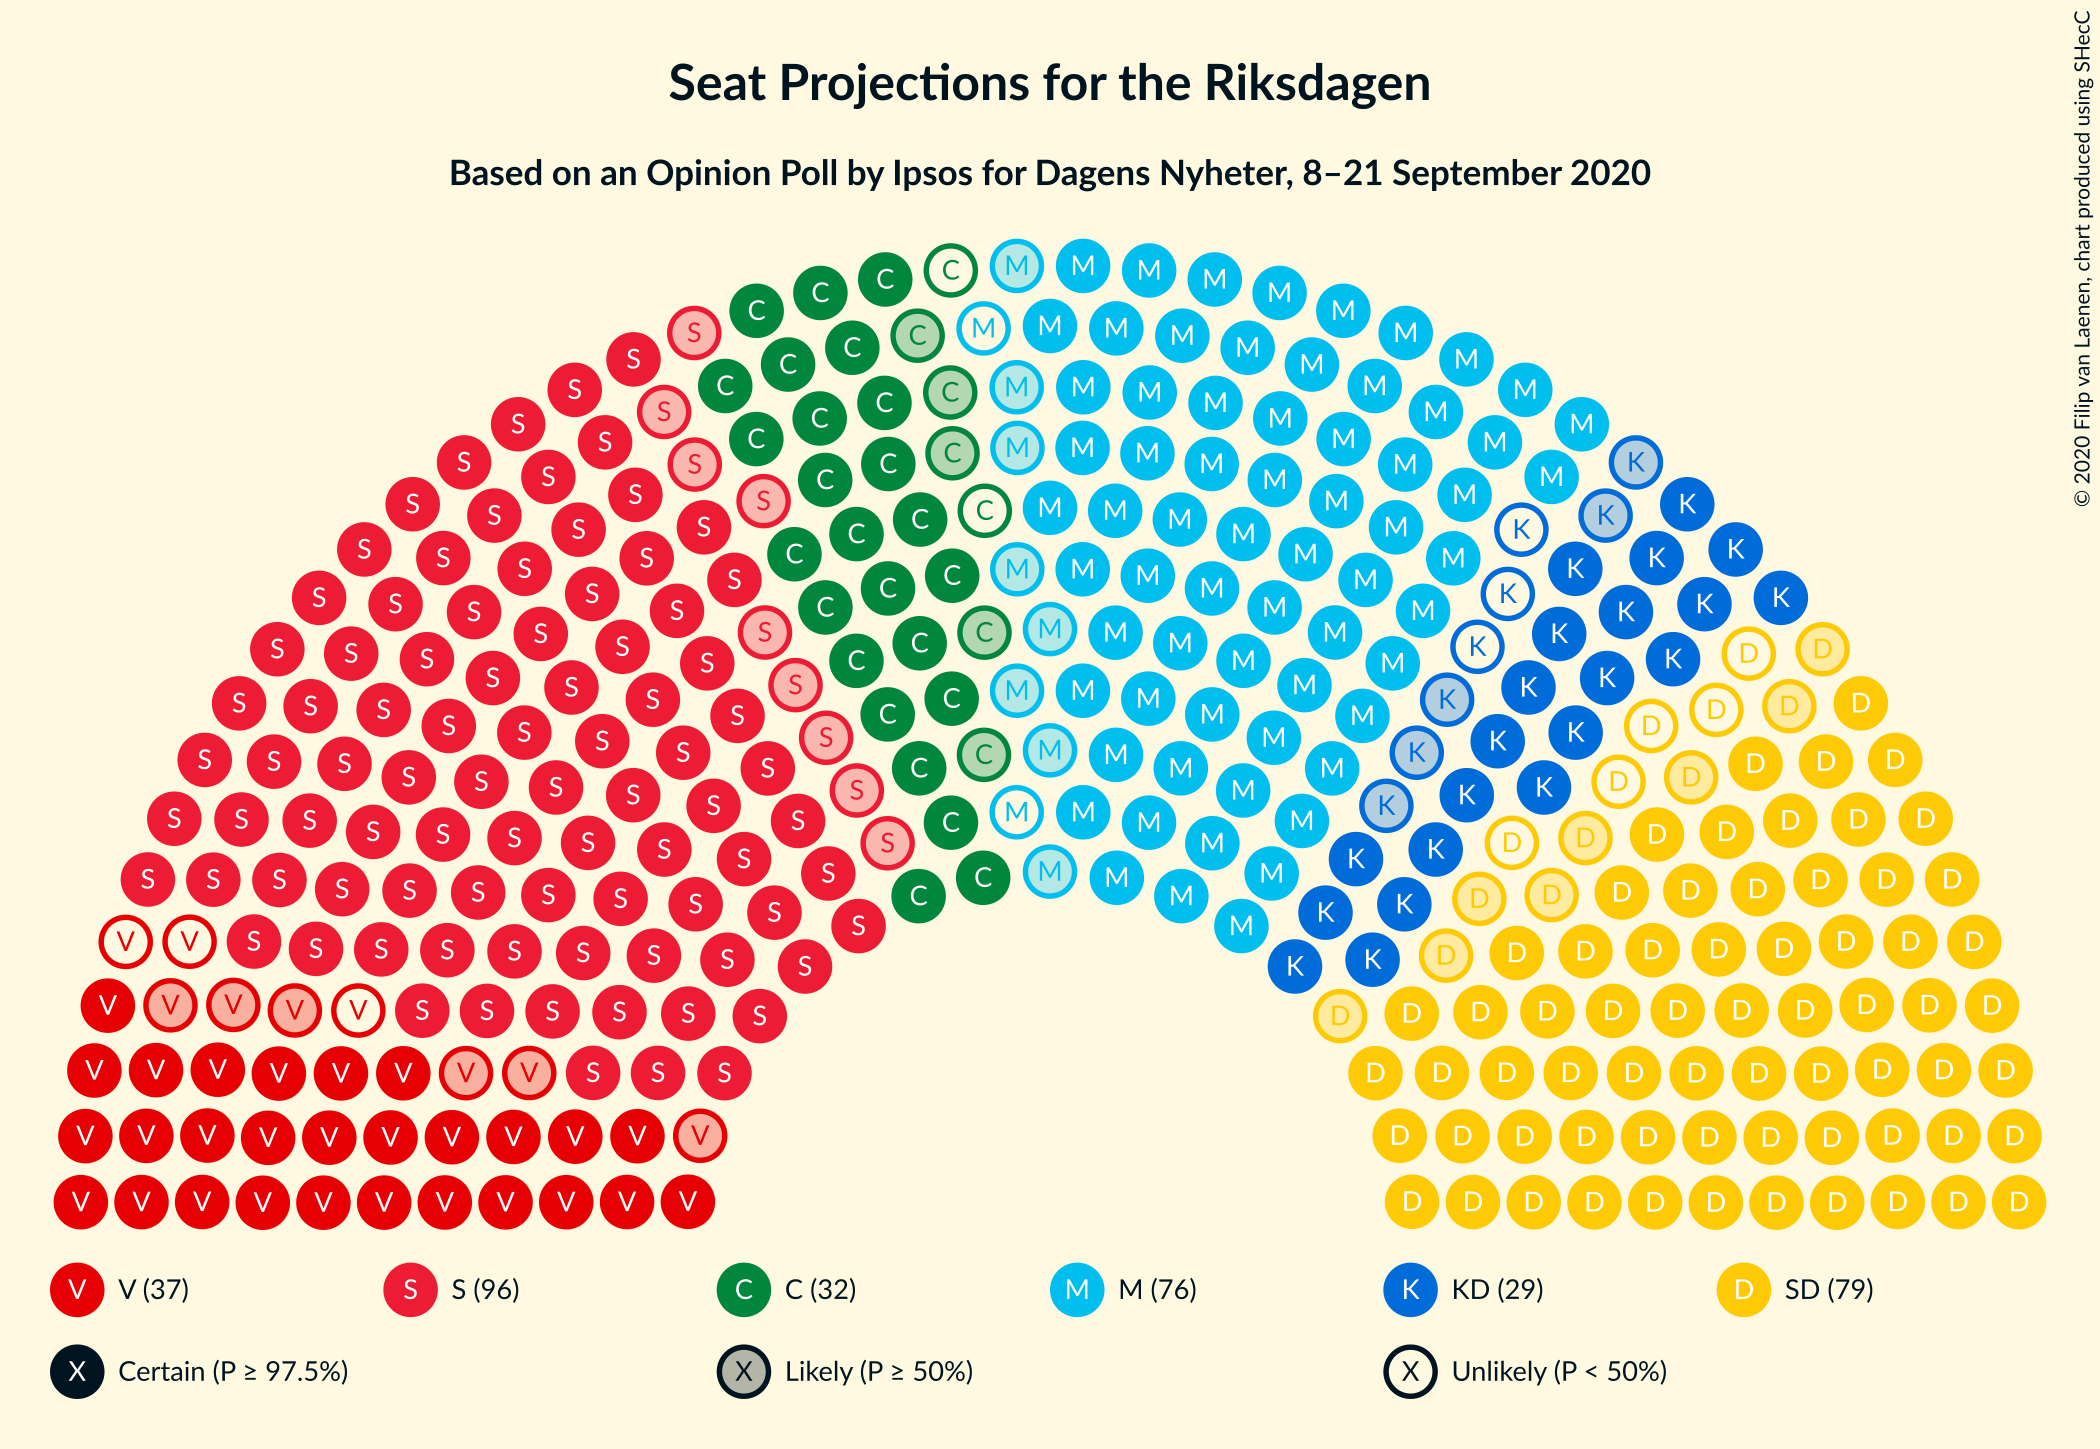 Seat Projections for the Riksdagen
Based on an Opinion Poll by Ipsos for Dagens Nyheter, 8–21 September 2020
© 2020 Filip van Laenen, chart produced using SHecC
V V (37)
S S (96)
C C (32)
M M (76)
K KD (29)
D SD (79)
X Certain (P ≥ 97.5%)
X Likely (P ≥ 50%)
X Unlikely (P < 50%)